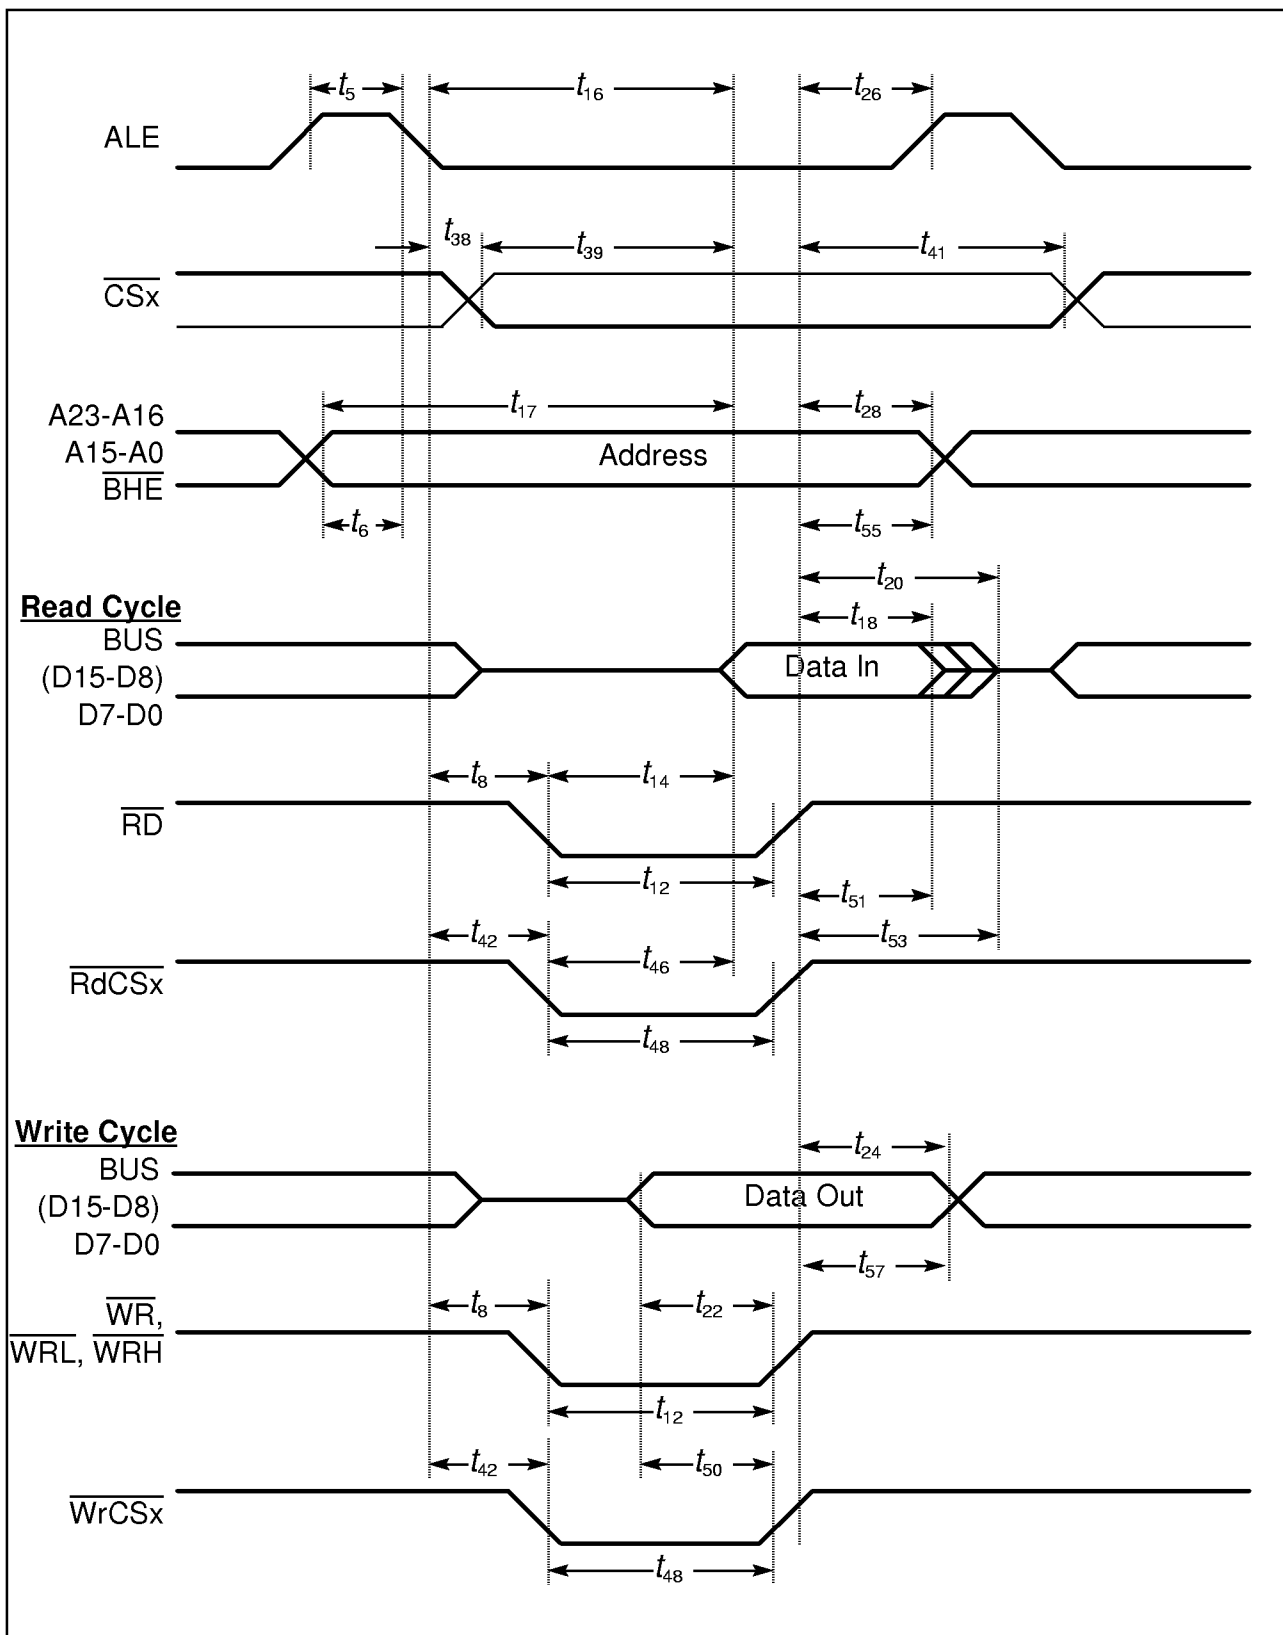 t5 t16 t26
ALE
t38 t39 t41
CSx
A23-A16
A15-A0
BHE
t17 t28
Address
t6 t55
t20
Read Cycle
t18
BUS
(D15-D8)
D7-D0
Data In
t8 t14
RD
t12 t51
t42 t46 t53
RdCSx
t48
Write Cycle
t24
BUS
(D15-D8)
D7-D0
Data Out
t57
t8 t22
WR,
WRL, WRH
t12
t42 t50
WrCSx
t48